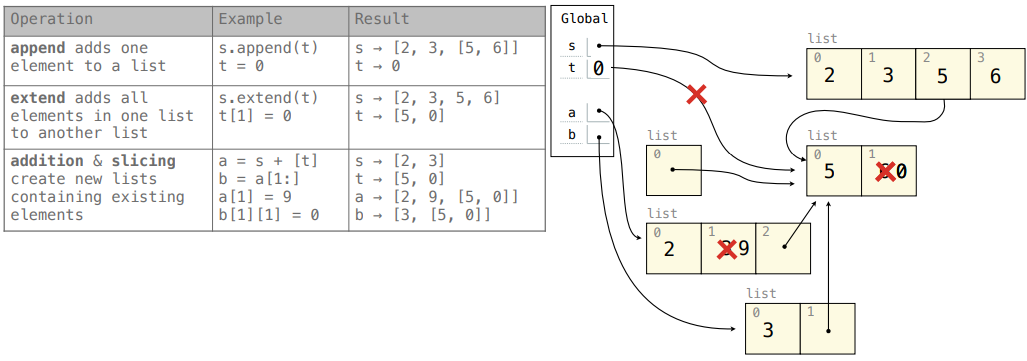 Operation Example Result
append adds one element to a list
s.append(t)
t = 0
s → [2, 3, [5, 6]]
t → 0
extend adds all elements in one list to another list
s.extend(t)
t[1] = 0
s → [2, 3, 5, 6]
t → [5, 0]
addition & slicing create new lists containing existing elements
a = s + [t]
b = a[1:]
a[1] = 9
b[1][1] = 0
s → [2, 3]
t → [5, 0]
a → [2, 9, [5, 0]]
b → [3, [5, 0]]
Global
s
t 0
a
b
list
0 1 2 3
2 3 5 6
list
0 1
5 0
list
0
list
0 1 2
2 9
list
0 1
3